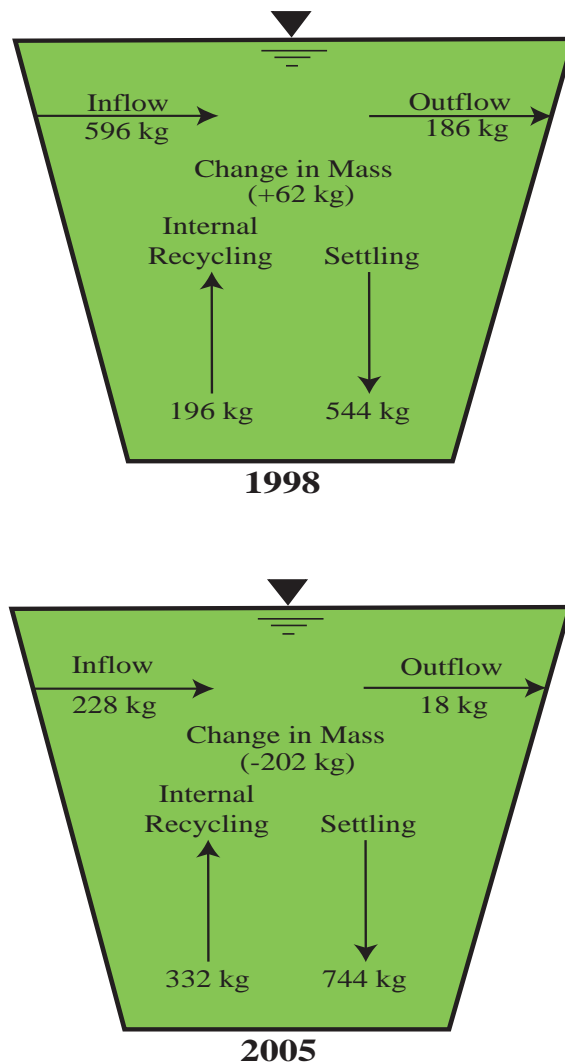 Inflow
596 kg
Outflow
186 kg
Change in Mass
(+62 kg)
Internal
Recycling
Settling
196 kg
544 kg
1998
Inflow
228 kg
Outflow
18 kg
Change in Mass
(-202 kg)
Internal
Recycling
Settling
332 kg
744 kg
2005